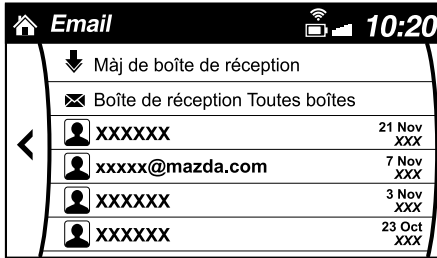 Email 10:20
Màj de boîte de réception
Boîte de réception Toutes boîtes
XXXXXX 21 Nov
XXX
xxxxx@mazda.com 7 Nov
XXX
XXXXXX 3 Nov
XXX
XXXXXX 23 Oct
XXX